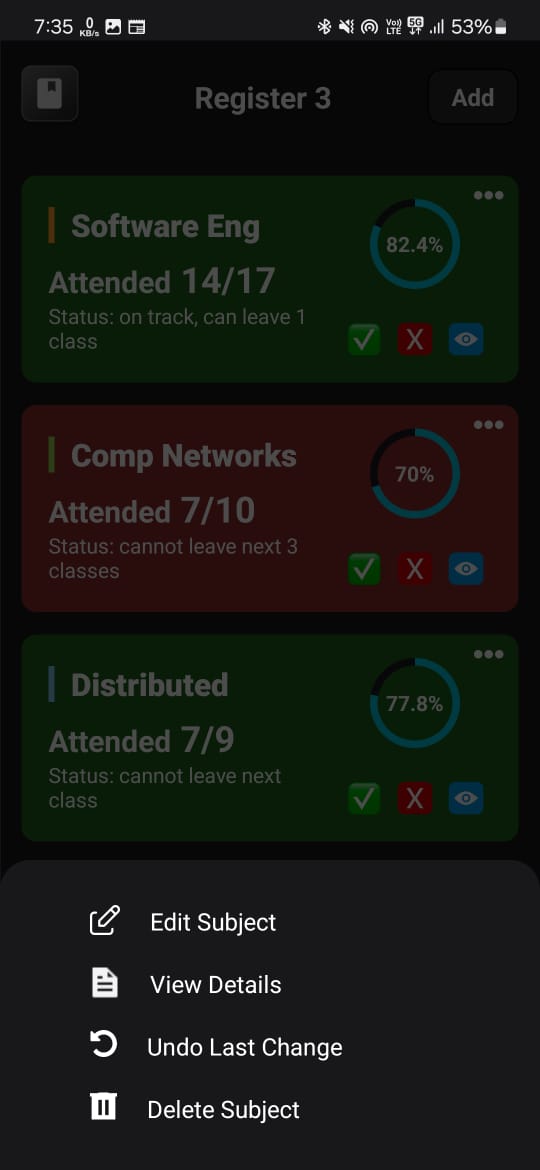 7:35 0 KB/s Vo) LTE 5G 53%
Register 3
Add
Software Eng
82.4%
Attended 14/17
Status: on track, can leave 1
class
X
Comp Networks
70%
Attended 7/10
Status: cannot leave next 3
classes
X
Distributed
77.8%
Attended 7/9
Status: cannot leave next
class
X
Edit Subject
View Details
Undo Last Change
Delete Subject